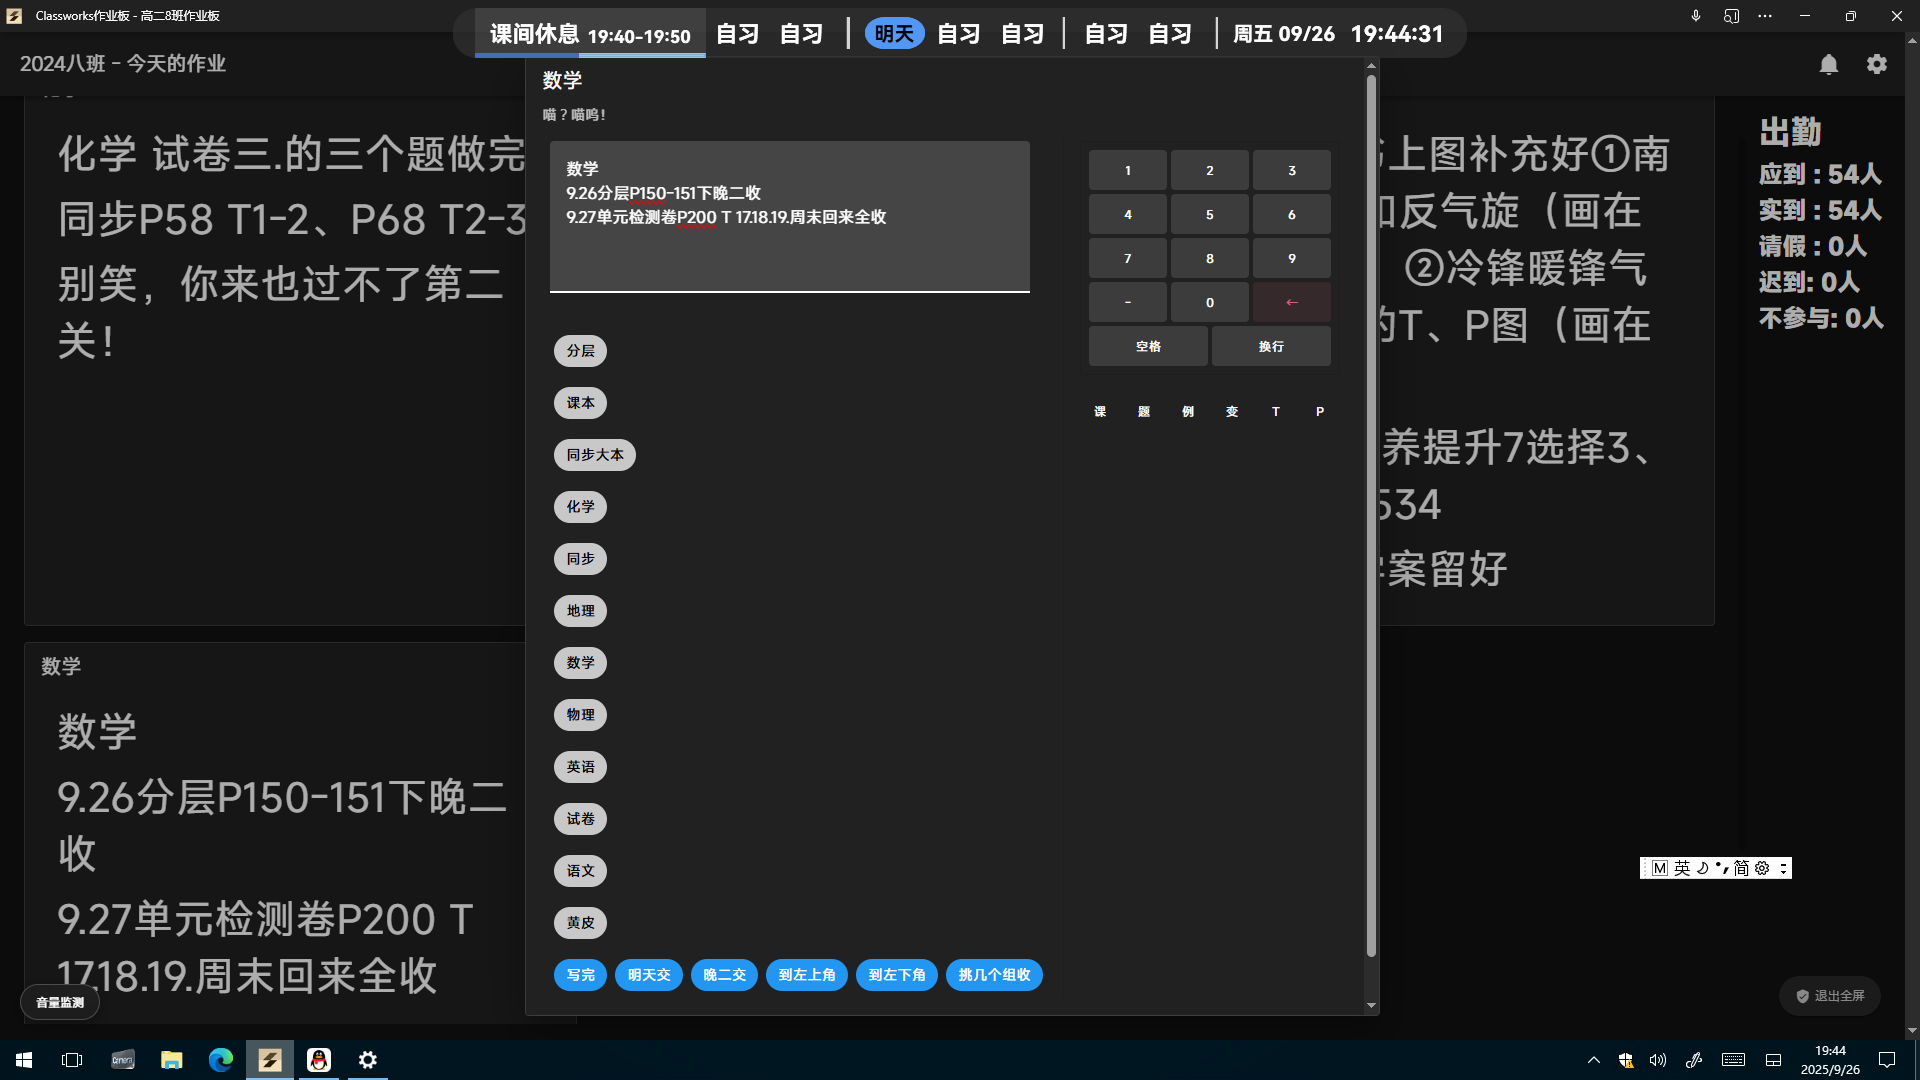 Classworks作业板 - 高二8班作业板
课间休息 19:40-19:50 自习 自习 明天 自习 自习 自习 自习 周五 09/26 19:44:31
2024八班 - 今天的作业
化学 试卷三.的三个题做完
同步P58 T1-2、P68 T2-3
别笑，你来也过不了第二
关！
数学
数学
9.26分层P150-151下晚二
收
9.27单元检测卷P200 T
17.18.19.周末回来全收
音量监测
数学
喵？喵呜！
数学
9.26分层P150-151下晚二收
9.27单元检测卷P200 T 17.18.19.周末回来全收
分层
课本
同步大本
化学
同步
地理
数学
物理
英语
试卷
语文
黄皮
写完 明天交 晚二交 到左上角 到左下角 挑几个组收
1 2 3
4 5 6
7 8 9
- 0 ←
空格 换行
课 题 例 变 T P
上图补充好①南
反气旋（画在
②冷锋暖锋气
的T、P图（画在
养提升7选择3、
534
案留好
出勤
应到：54人
实到：54人
请假：0人
迟到: 0人
不参与: 0人
M 英 简
退出全屏
19:44
2025/9/26